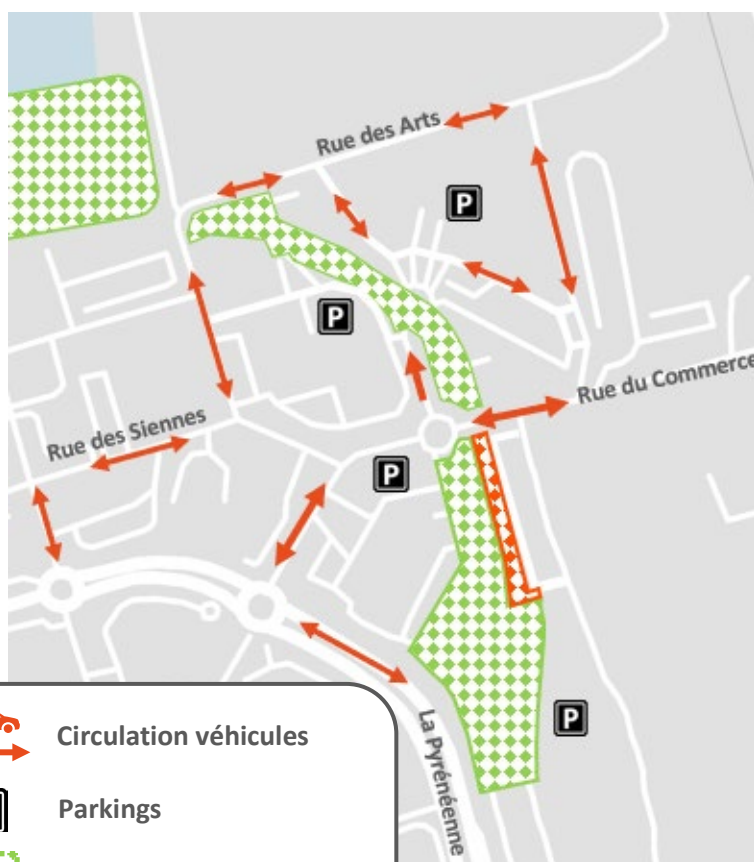 Rue des Arts
P
P
Rue du Commerce
Rue des Siennes
P
P
La Pyrénéenne
Circulation véhicules
Parkings